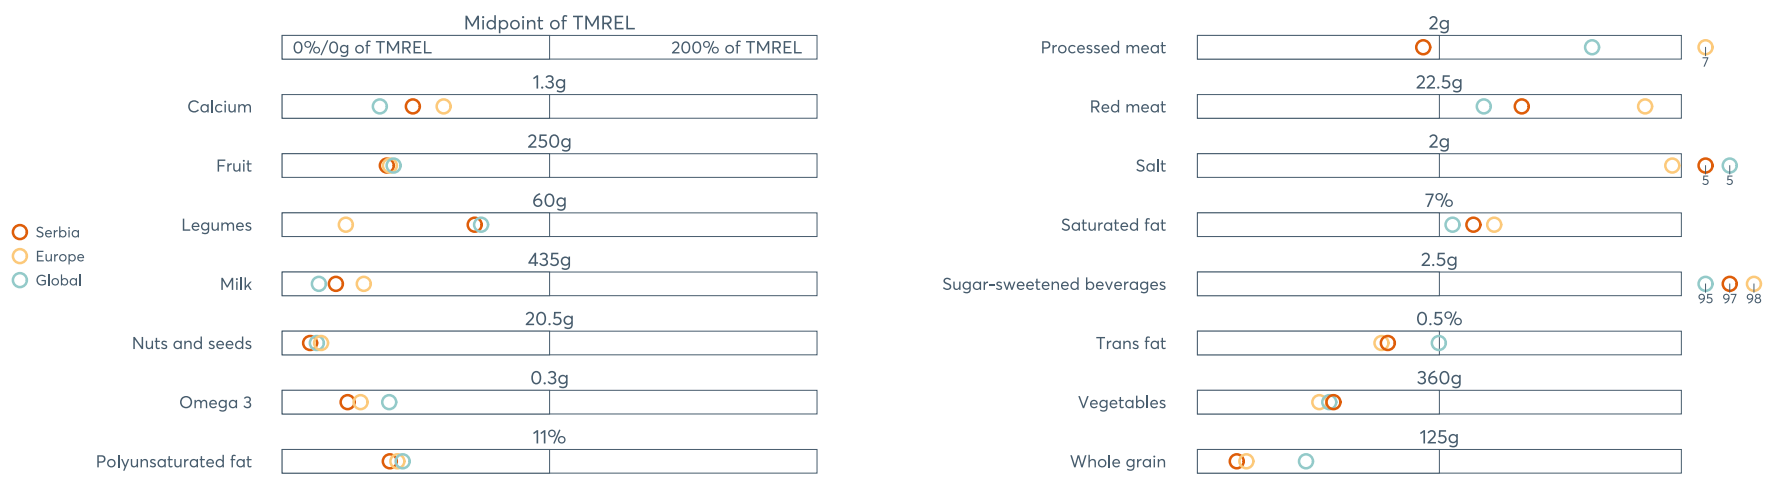 Midpoint of TMREL
0%/0g of TMREL 200% of TMREL
1.3g
Calcium
250g
Fruit
60g
Legumes
435g
Milk
20.5g
Nuts and seeds
0.3g
Omega 3
11%
Polyunsaturated fat
Serbia
Europe
Global
2g
Processed meat
7
22.5g
Red meat
2g
Salt
5 5
7%
Saturated fat
2.5g
Sugar-sweetened beverages
95 97 98
0.5%
Trans fat
360g
Vegetables
125g
Whole grain